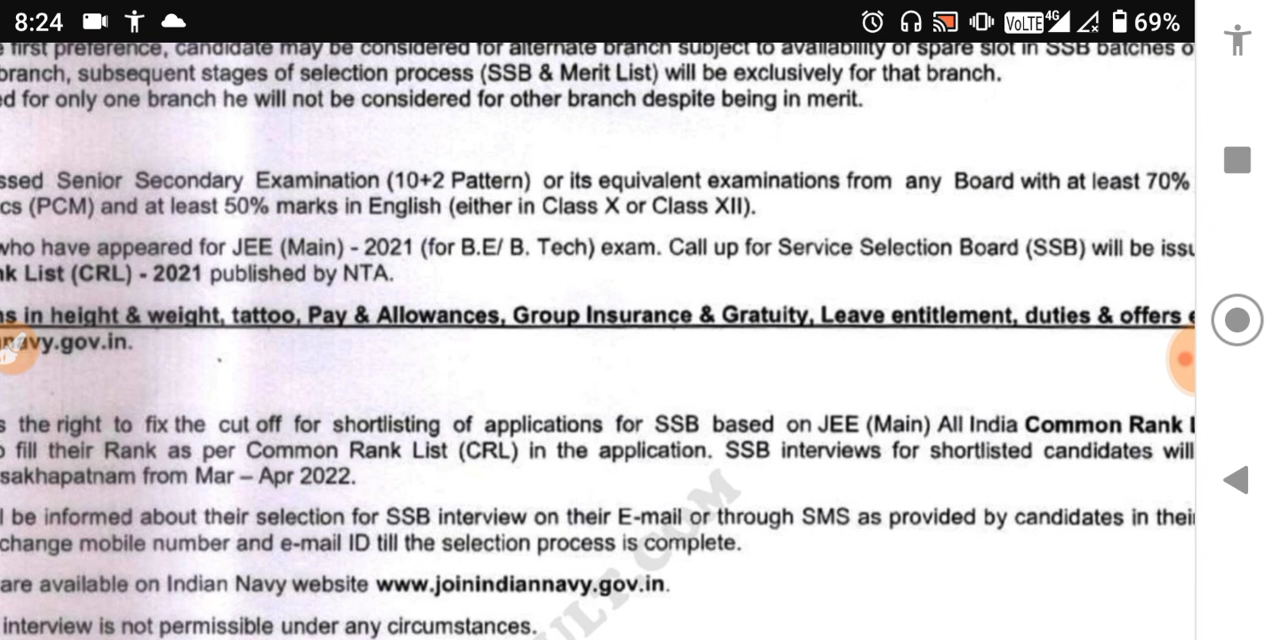 8:24 VoLTE 4G 69%
first preference, candidate may be considered for alternate branch subject to availability of spare slot in SSB batches
branch, subsequent stages of selection process (SSB & Merit List) will be exclusively for that branch.
ed for only one branch he will not be considered for other branch despite being in merit.
ssed Senior Secondary Examination (10+2 Pattern) or its equivalent examinations from any Board with at least 70%
cs (PCM) and at least 50% marks in English (either in Class X or Class XII).
who have appeared for JEE (Main) - 2021 (for B.E/ B. Tech) exam. Call up for Service Selection Board (SSB) will be issu
nk List (CRL) - 2021 published by NTA.
ns in height & weight, tattoo, Pay & Allowances, Group Insurance & Gratuity, Leave entitlement, duties & offers
navy.gov.in.
s the right to fix the cut off for shortlisting of applications for SSB based on JEE (Main) All India Common Rank L
o fill their Rank as per Common Rank List (CRL) in the application. SSB interviews for shortlisted candidates will
sakhapatnam from Mar – Apr 2022.
l be informed about their selection for SSB interview on their E-mail or through SMS as provided by candidates in their
change mobile number and e-mail ID till the selection process is complete.
are available on Indian Navy website www.joinindiannavy.gov.in.
interview is not permissible under any circumstances.
ULT.COM